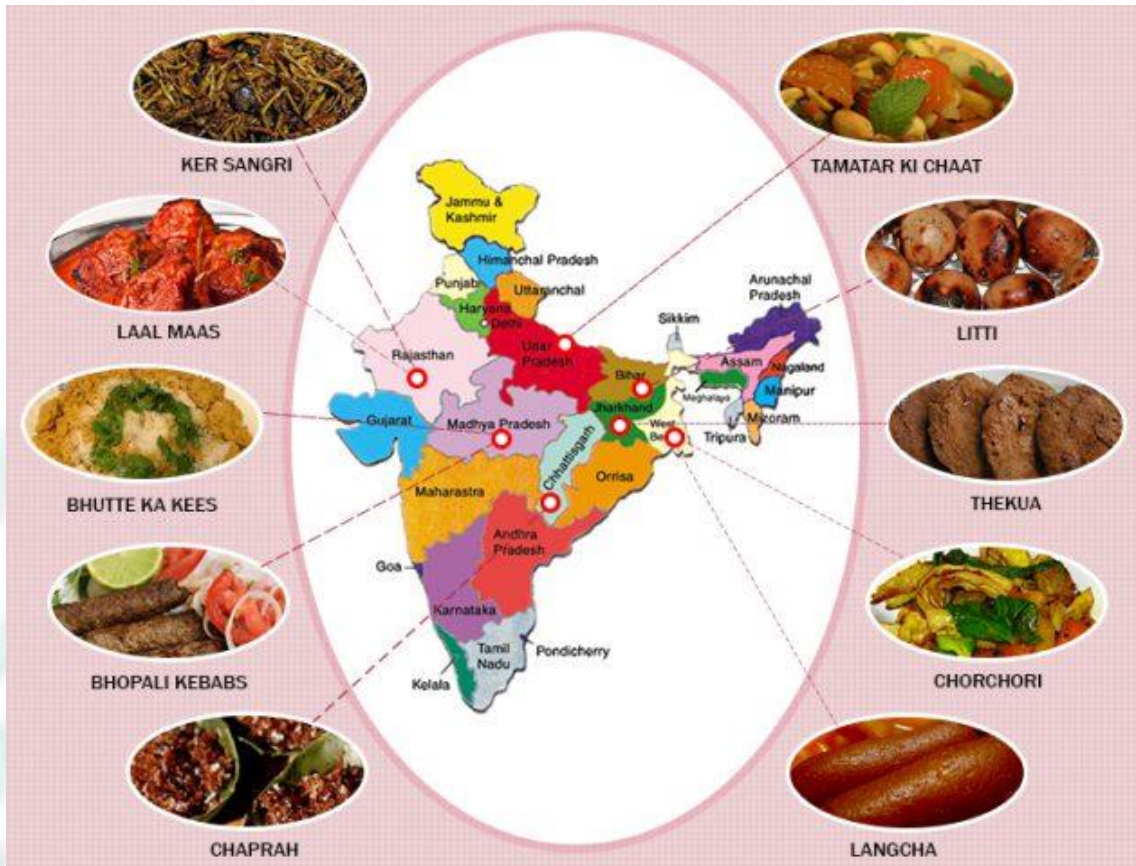 KER SANGRI
TAMATAR KI CHAAT
LAAL MAAS
LITTI
BHUTTE KA KEES
THEKUA
BHOPALI KEBABS
CHORCHORI
CHAPRAH
LANGCHA
Jammu &
Kashmir
Himanchal Pradesh
Punjab
Uttaranchal
Haryana
Delhi
Arunachal
Pradesh
Sikkim
Rajasthan
Uttar
Pradesh
Assam
Nagaland
Bihar
Meghalaya
Manipur
Jharkhand
Gujarat
Madhya Pradesh
West
Mizoram
Tripura
Chhattisgarh
Orrisa
Maharastra
Andhra
Pradesh
Goa
Karnataka
Tamil
Nadu
Pondicherry
Kelala